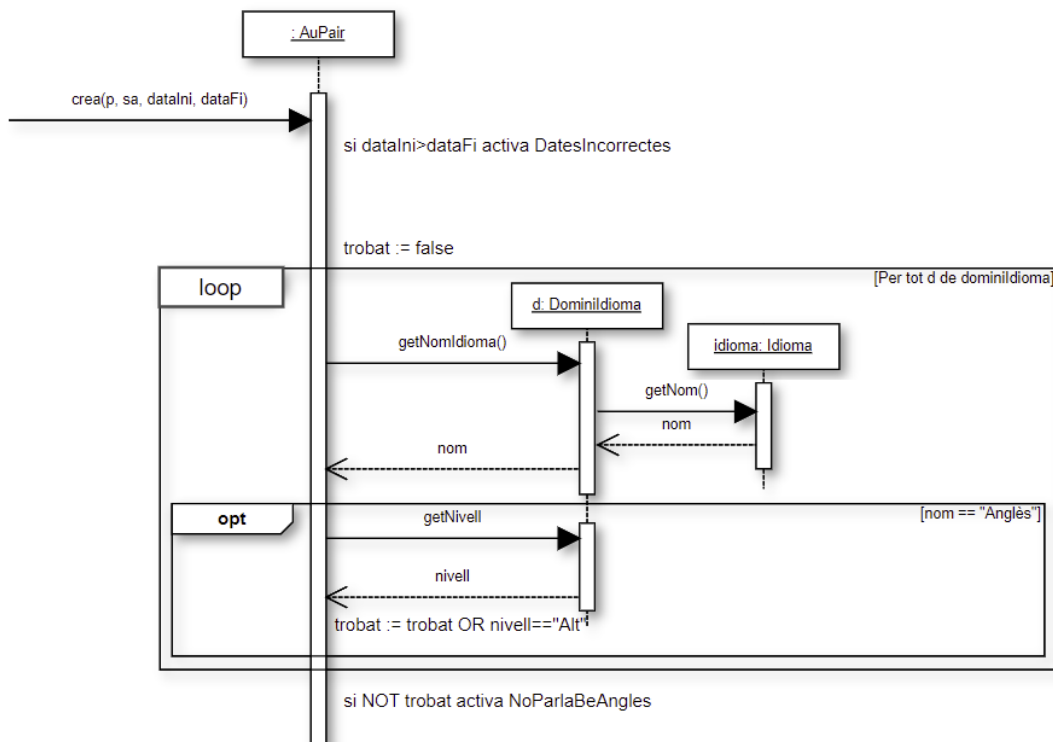 : AuPair
crea(p, sa, dataIni, dataFi)
si dataIni>dataFi activa DatesIncorrectes
trobat := false
loop
[Per tot d de dominiIdioma]
d: DominiIdioma
idioma: Idioma
getNomIdioma()
getNom()
nom
nom
opt
[nom == "Anglès"]
getNivell
nivell
trobat := trobat OR nivell=="Alt"
si NOT trobat activa NoParlaBeAngles